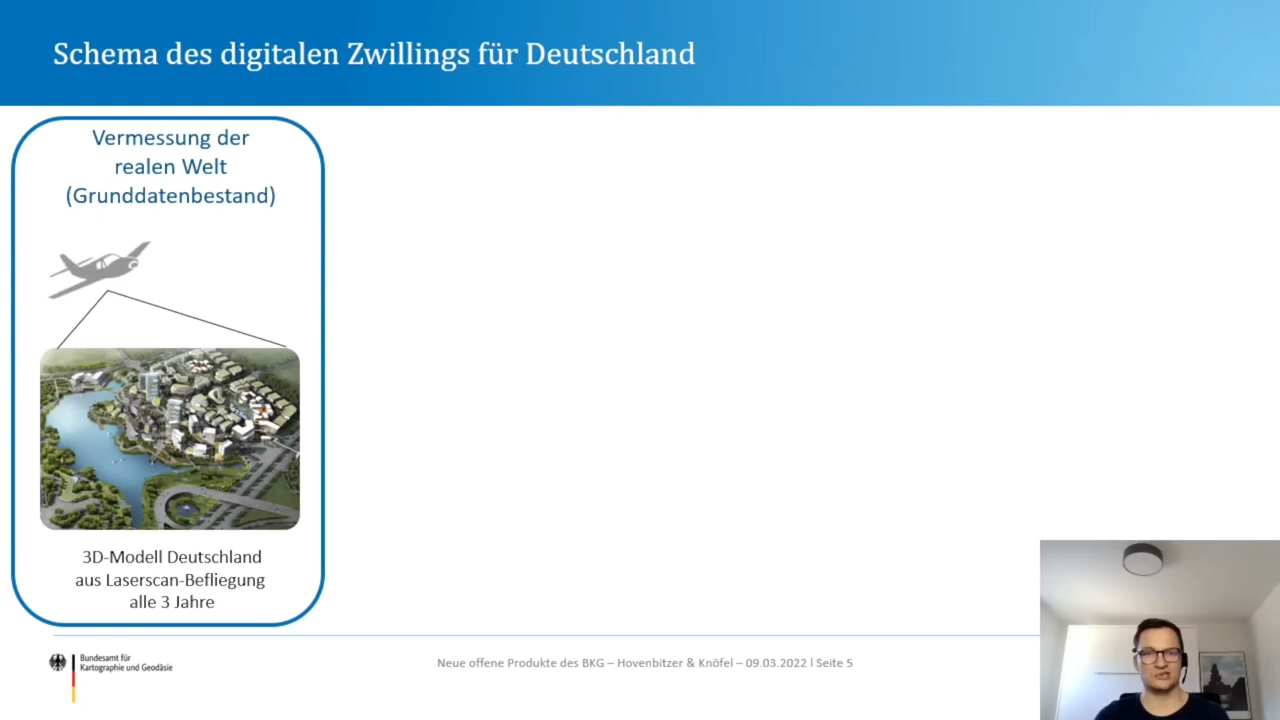 Schema des digitalen Zwillings für Deutschland
Vermessung der
realen Welt
(Grunddatenbestand)
3D-Modell Deutschland
aus Laserscan-Befliegung
alle 3 Jahre
Bundesamt für
Kartographie und Geodäsie
Neue offene Produkte des BKG – Hovenbitzer & Knöfel – 09.03.2022 l Seite 5